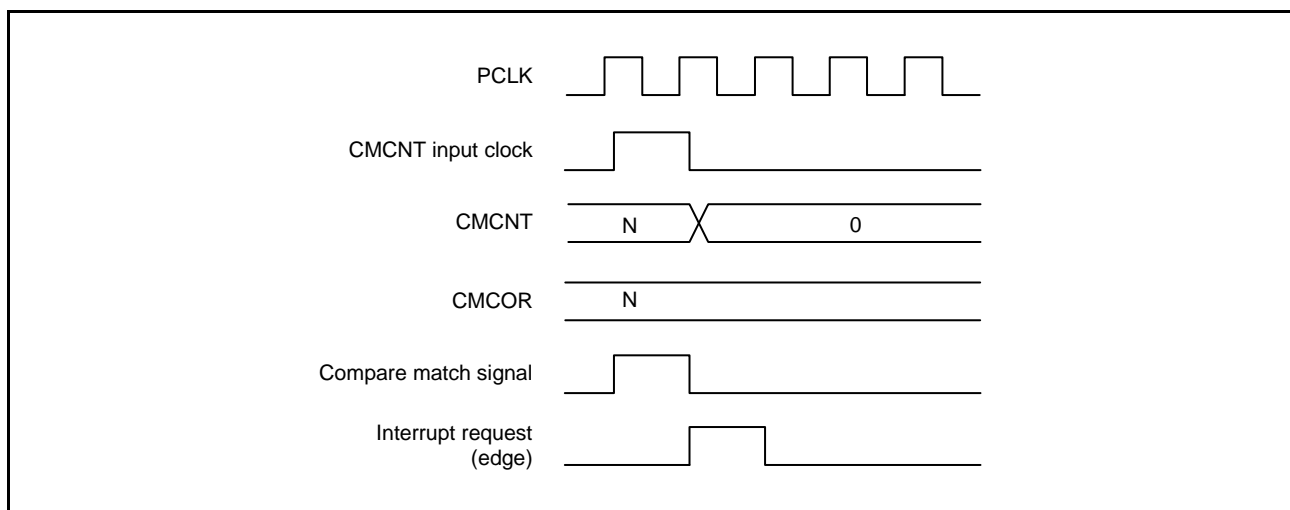 PCLK
CMCNT input clock
CMCNT
N
0
CMCOR
N
Compare match signal
Interrupt request
(edge)